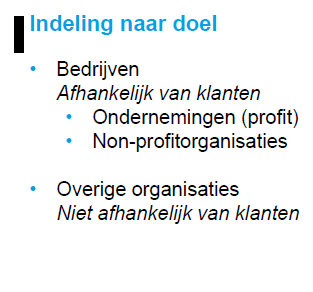 Indeling naar doel
• Bedrijven
Afhankelijk van klanten
• Ondernemingen (profit)
• Non-profitorganisaties
• Overige organisaties
Niet afhankelijk van klanten